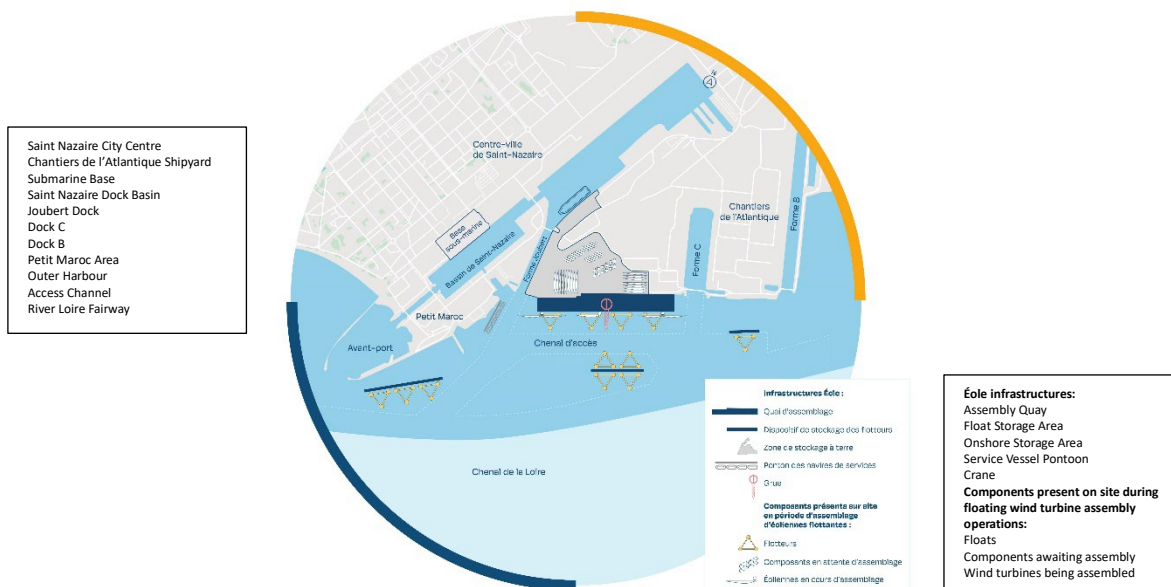 Saint Nazaire City Centre
Chantiers de l'Atlantique Shipyard
Submarine Base
Saint Nazaire Dock Basin
Joubert Dock
Dock C
Dock B
Petit Maroc Area
Outer Harbour
Access Channel
River Loire Fairway
N
Centre-ville
de Saint-Nazaire
Base
sous-marine
Bassin de Saint-Nazaire
Forme Joubert
Chantiers
de l'Atlantique
Forme B
Forme C
Petit Maroc
Avant-port
Chenal d'accès
Chenal de la Loire
Infrastructures Éole :
Quai d'assemblage
Dispositif de stockage des flotteurs
Zone de stockage à terre
Ponton des navires de services
Grue
Composants présents sur site
en période d'assemblage
d'éoliennes flottantes :
Flotteurs
Composants en attente d'assemblage
Éoliennes en cours d'assemblage
Éole infrastructures:
Assembly Quay
Float Storage Area
Onshore Storage Area
Service Vessel Pontoon
Crane
Components present on site during
floating wind turbine assembly
operations:
Floats
Components awaiting assembly
Wind turbines being assembled